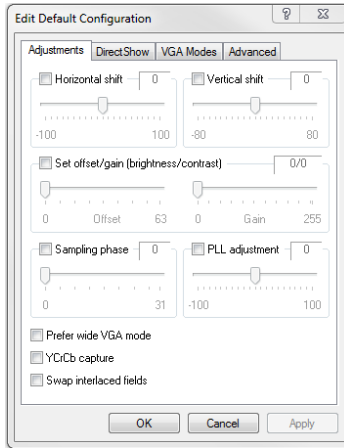 Edit Default Configuration
Adjustments DirectShow VGA Modes Advanced
Horizontal shift 0 Vertical shift 0
-100 100 -80 80
Set offset/gain (brightness/contrast) 0/0
0 Offset 63 0 Gain 255
Sampling phase 0 PLL adjustment 0
0 31 -100 100
Prefer wide VGA mode
YCrCb capture
Swap interlaced fields
OK Cancel Apply